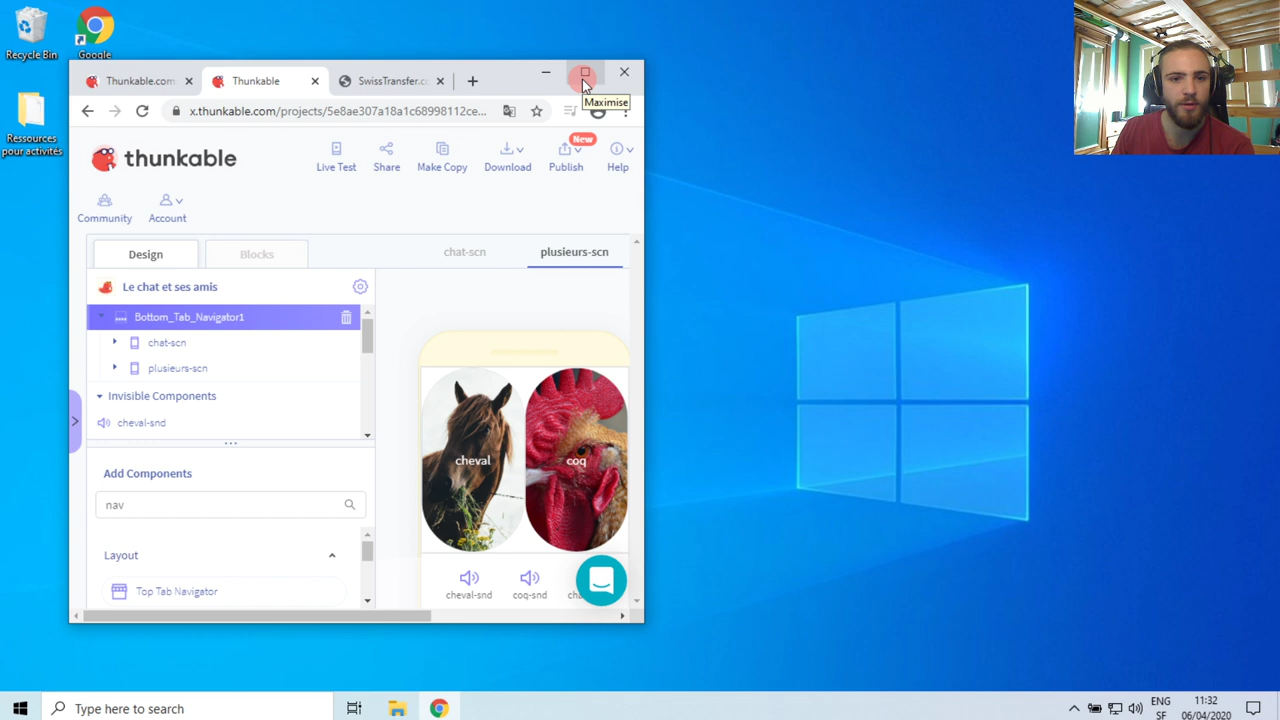 Recycle Bin
Google
Ressources
pour activités
Thunkable.com
Thunkable
SwissTransfer.c
Maximise
x.thunkable.com/projects/5e8ae307a18a1c68998112ce...
thunkable
Live Test
Share
Make Copy
Download
New
Publish
Help
Community
Account
Design
Blocks
chat-scn
plusieurs-scn
Le chat et ses amis
Bottom_Tab_Navigator1
chat-scn
plusieurs-scn
Invisible Components
cheval-snd
Add Components
nav
Layout
Top Tab Navigator
cheval
coq
cheval-snd
coq-snd
cha
Type here to search
ENG
SF
11:32
06/04/2020